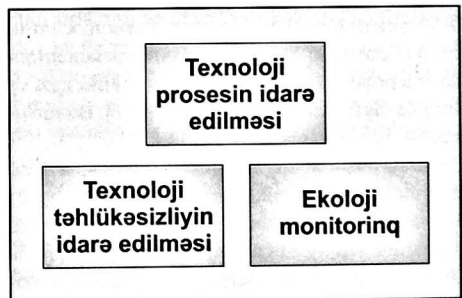 Texnoloji
prosesin idarə
edilməsi
Texnoloji
təhlükəsizliyin
idarə edilməsi
Ekoloji
monitorinq